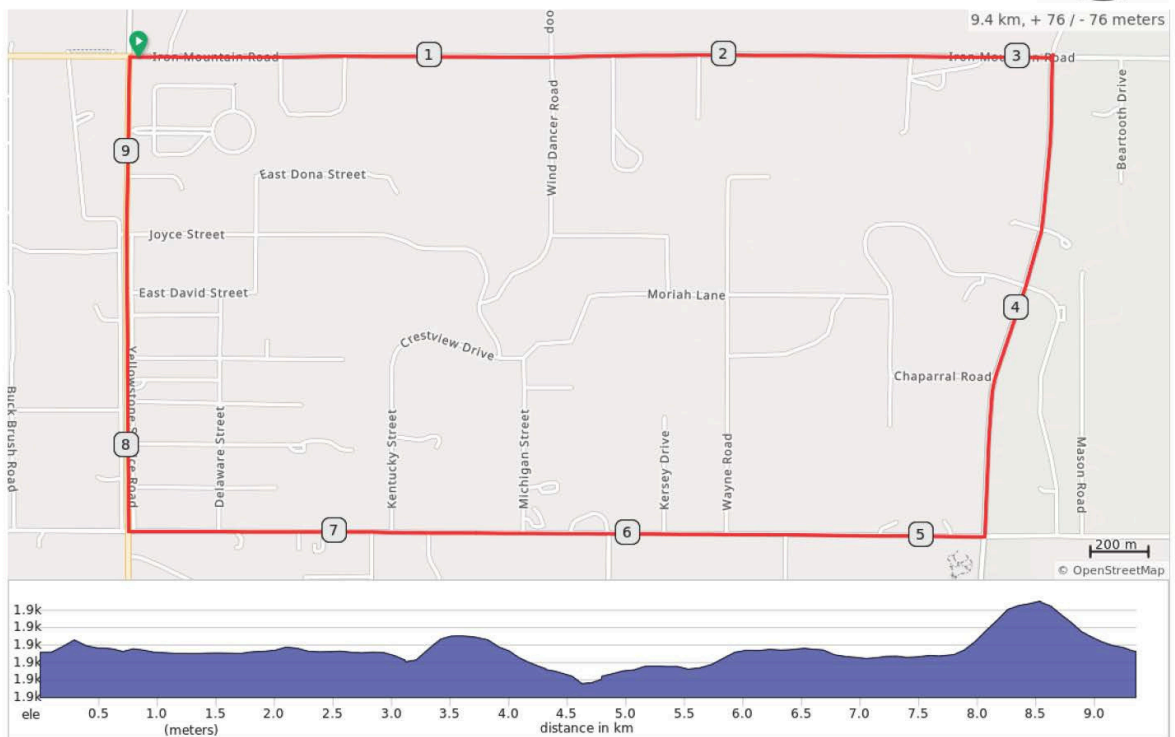 9.4 km, + 76 / - 76 meters
Iron Mountain Road
1
2
3
Iron Mountain Road
Wind Dancer Road
Beartooth Drive
9
East Dona Street
Joyce Street
East David Street
Moriah Lane
4
Crestview Drive
Chaparral Road
Buck Brush Road
Yellowstone
Road
8
Delaware Street
Kentucky Street
Michigan Street
Kersey Drive
Wayne Road
Mason Road
7
6
5
200 m
© OpenStreetMap
1.9k
1.9k
1.9k
1.9k
1.9k
1.9k
ele
0.5 1.0 1.5 2.0 2.5 3.0 3.5 4.0 4.5 5.0 5.5 6.0 6.5 7.0 7.5 8.0 8.5 9.0
(meters)
distance in km